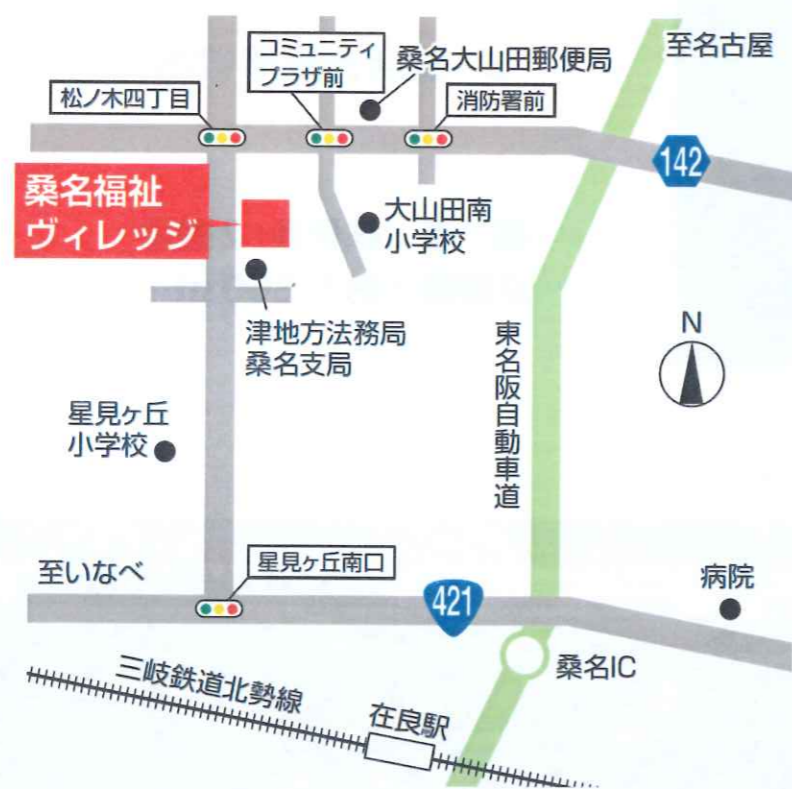 コミュニティ
プラザ前
桑名大山田郵便局
至名古屋
松ノ木四丁目
消防署前
142
桑名福祉
ヴィレッジ
大山田南
小学校
津地方法務局
桑名支局
東名阪自動車道
N
星見ヶ丘
小学校
至いなべ
星見ヶ丘南口
421
病院
桑名IC
三岐鉄道北勢線
在良駅